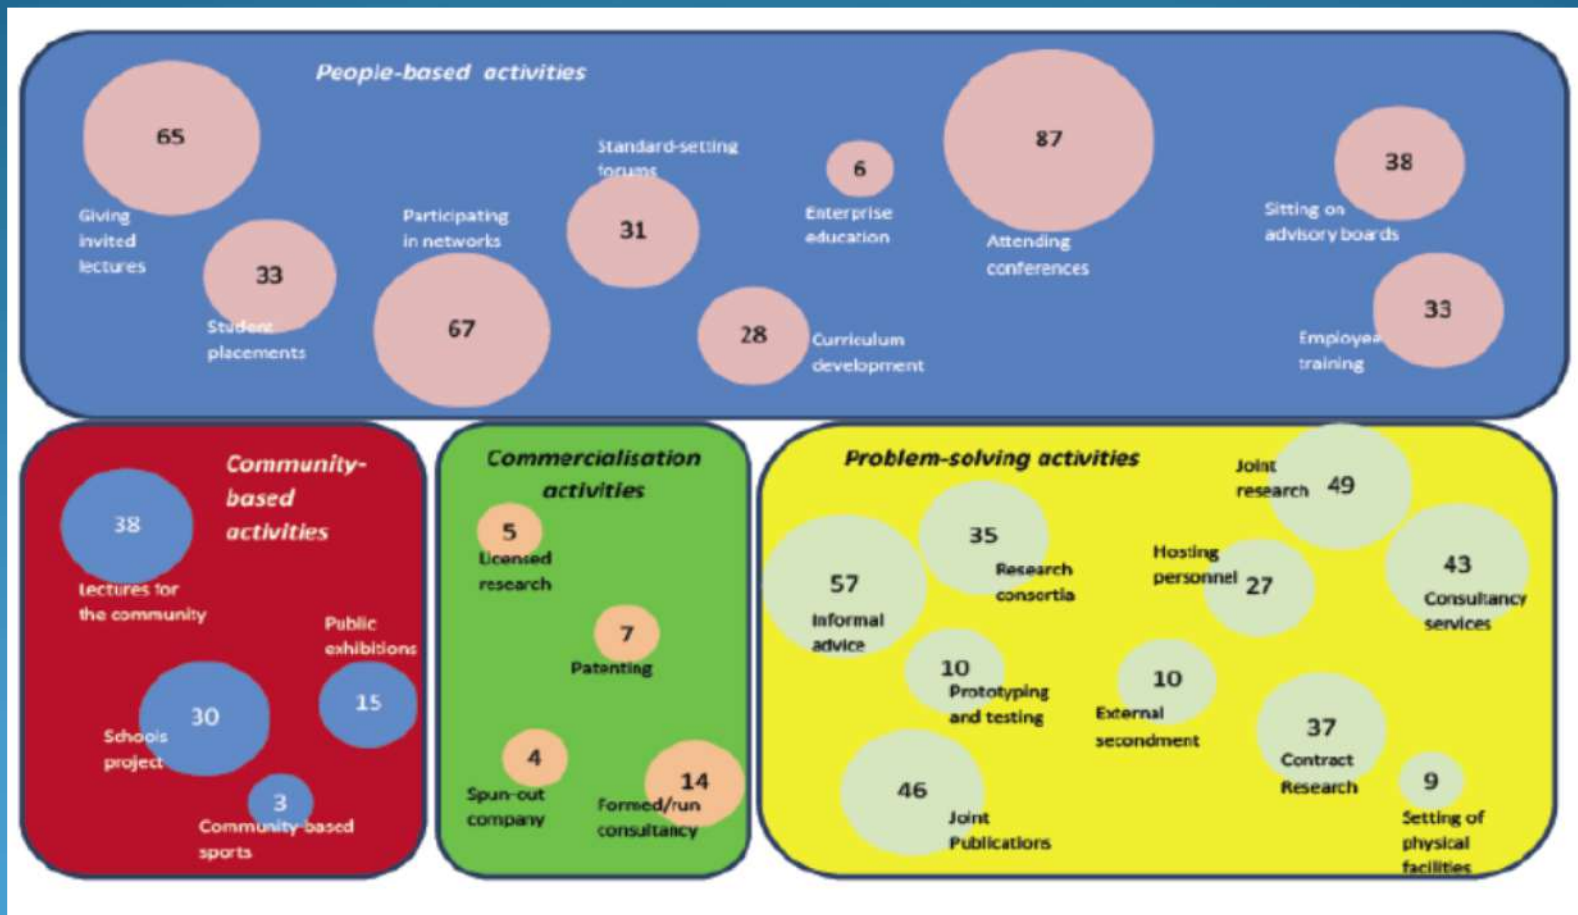 People-based activities
65
Giving
invited
lectures
33
Student
placements
Participating
in networks
67
Standard-setting
forums
31
28
Curriculum
development
6
Enterprise
education
87
Attending
conferences
38
Sitting on
advisory boards
33
Employee
training
Community-
based
activities
38
Lectures for
the community
Public
exhibitions
15
30
Schools
project
3
Community-based
sports
Commercialisation
activities
5
Licensed
research
7
Patenting
4
Spun-out
company
14
Formed/run
consultancy
Problem-solving activities
57
Informal
advice
35
Research
consortia
Joint
research
49
Hosting
personnel
27
43
Consultancy
services
10
Prototyping
and testing
10
External
secondment
46
Joint
Publications
37
Contract
Research
9
Setting of
physical
facilities